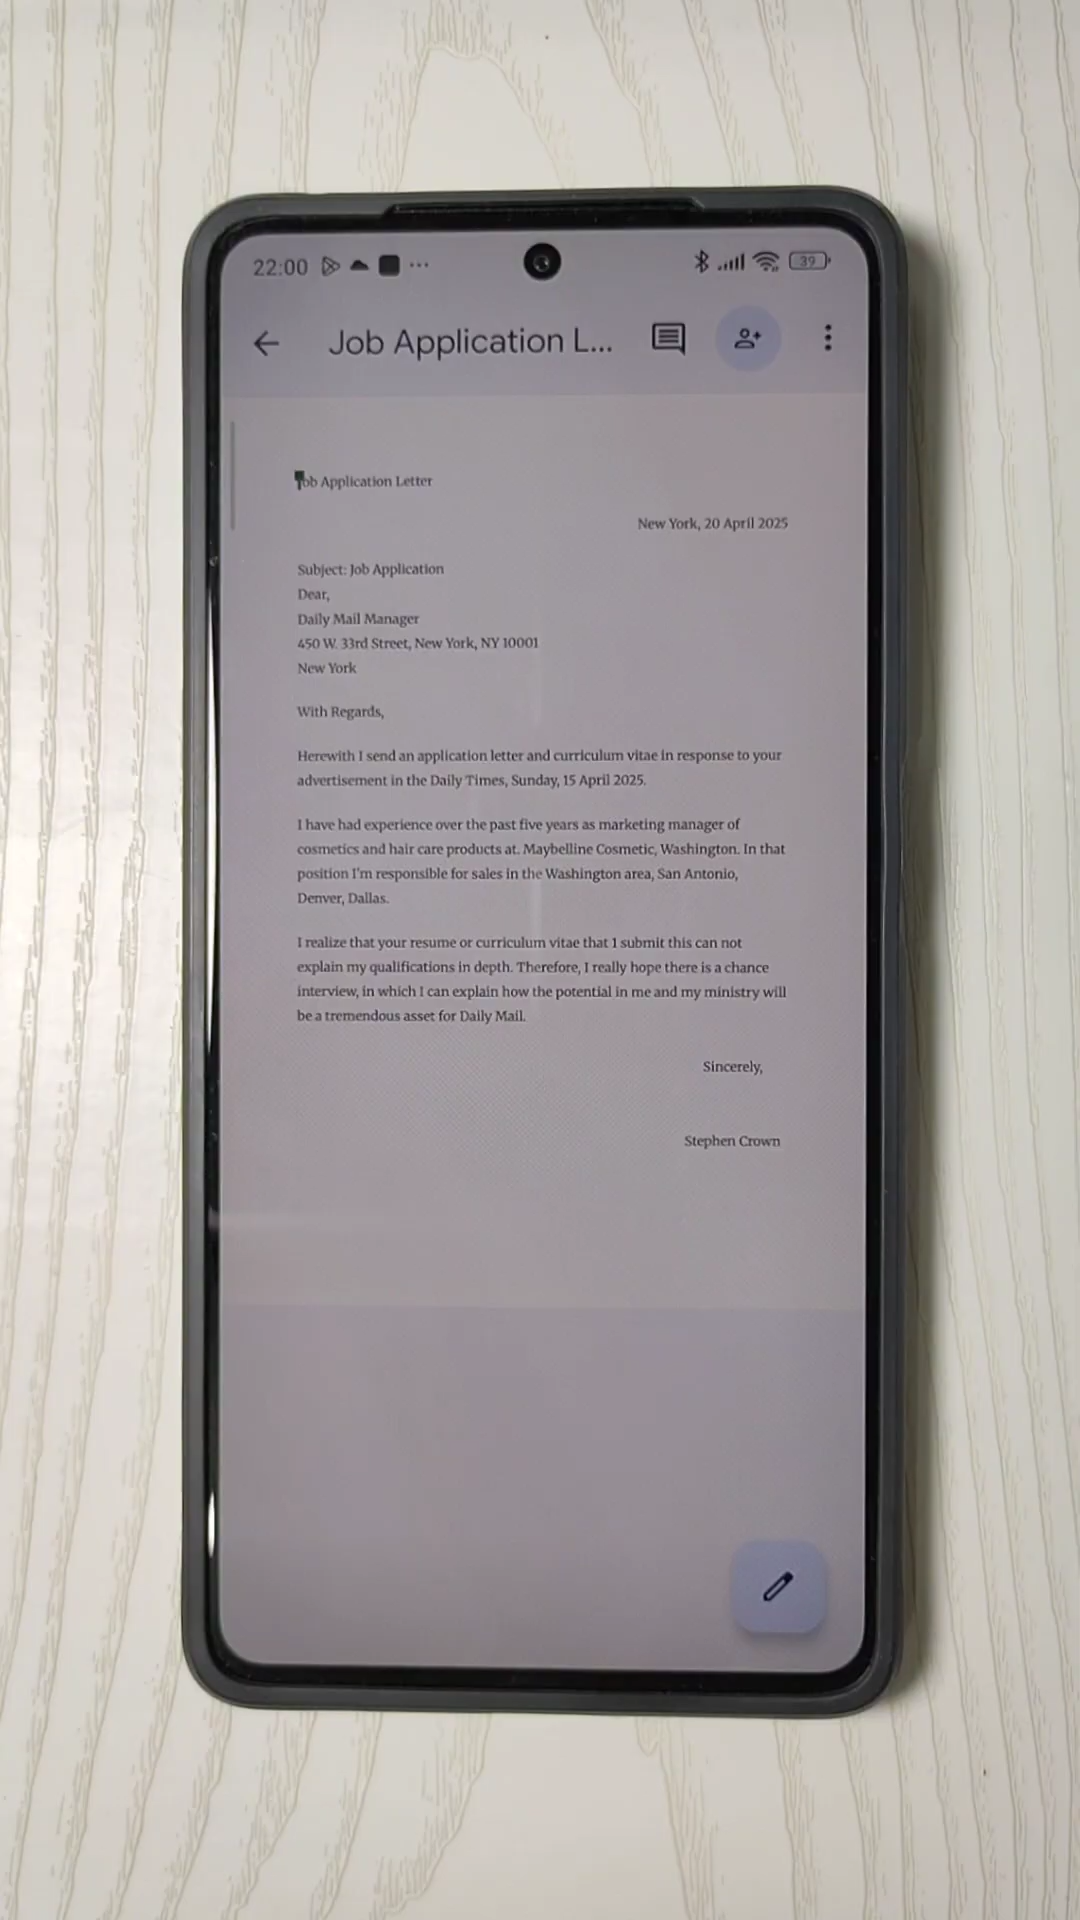 22:00
39
Job Application L...
Job Application Letter
New York, 20 April 2025
Subject: Job Application
Dear,
Daily Mail Manager
450 W. 33rd Street, New York, NY 10001
New York
With Regards,
Herewith I send an application letter and curriculum vitae in response to your
advertisement in the Daily Times, Sunday, 15 April 2025.
I have had experience over the past five years as marketing manager of
cosmetics and hair care products at. Maybelline Cosmetic, Washington. In that
position I'm responsible for sales in the Washington area, San Antonio,
Denver, Dallas.
I realize that your resume or curriculum vitae that I submit this can not
explain my qualifications in depth. Therefore, I really hope there is a chance
interview, in which I can explain how the potential in me and my ministry will
be a tremendous asset for Daily Mail.
Sincerely,
Stephen Crown